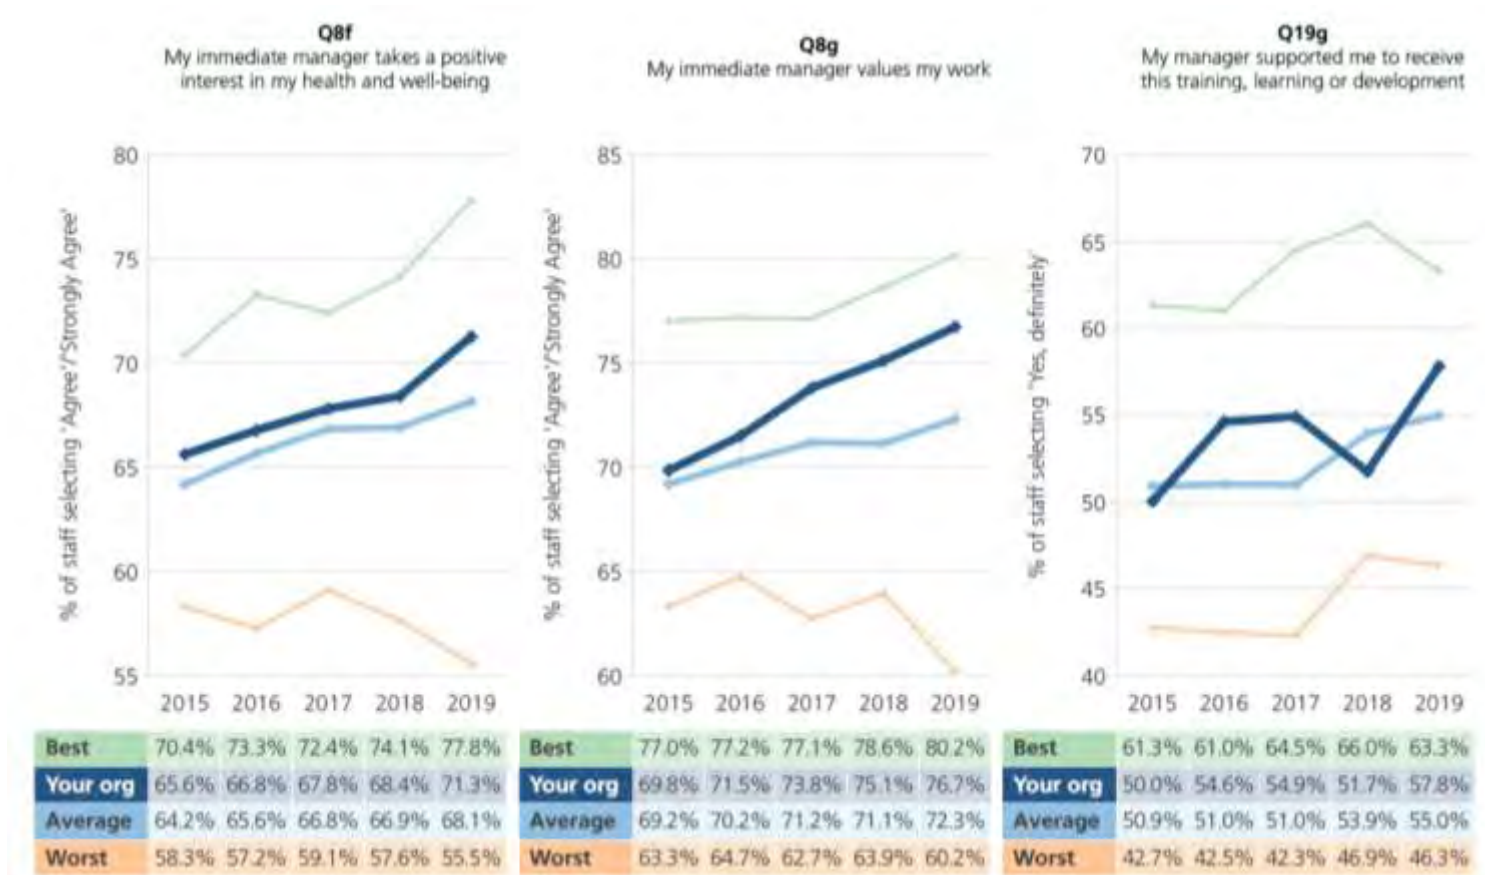 Q8f
My immediate manager takes a positive
interest in my health and well-being
% of staff selecting 'Agree'/'Strongly Agree'
80
75
70
65
60
55
2015 2016 2017 2018 2019
Best 70.4% 73.3% 72.4% 74.1% 77.8%
Your org 65.6% 66.8% 67.8% 68.4% 71.3%
Average 64.2% 65.6% 66.8% 66.9% 68.1%
Worst 58.3% 57.2% 59.1% 57.6% 55.5%
Q8g
My immediate manager values my work
% of staff selecting 'Agree'/'Strongly Agree'
85
80
75
70
65
60
2015 2016 2017 2018 2019
Best 77.0% 77.2% 77.1% 78.6% 80.2%
Your org 69.8% 71.5% 73.8% 75.1% 76.7%
Average 69.2% 70.2% 71.2% 71.1% 72.3%
Worst 63.3% 64.7% 62.7% 63.9% 60.2%
Q19g
My manager supported me to receive
this training, learning or development
% of staff selecting 'Yes, definitely'
70
65
60
55
50
45
40
2015 2016 2017 2018 2019
Best 61.3% 61.0% 64.5% 66.0% 63.3%
Your org 50.0% 54.6% 54.9% 51.7% 57.8%
Average 50.9% 51.0% 51.0% 53.9% 55.0%
Worst 42.7% 42.5% 42.3% 46.9% 46.3%